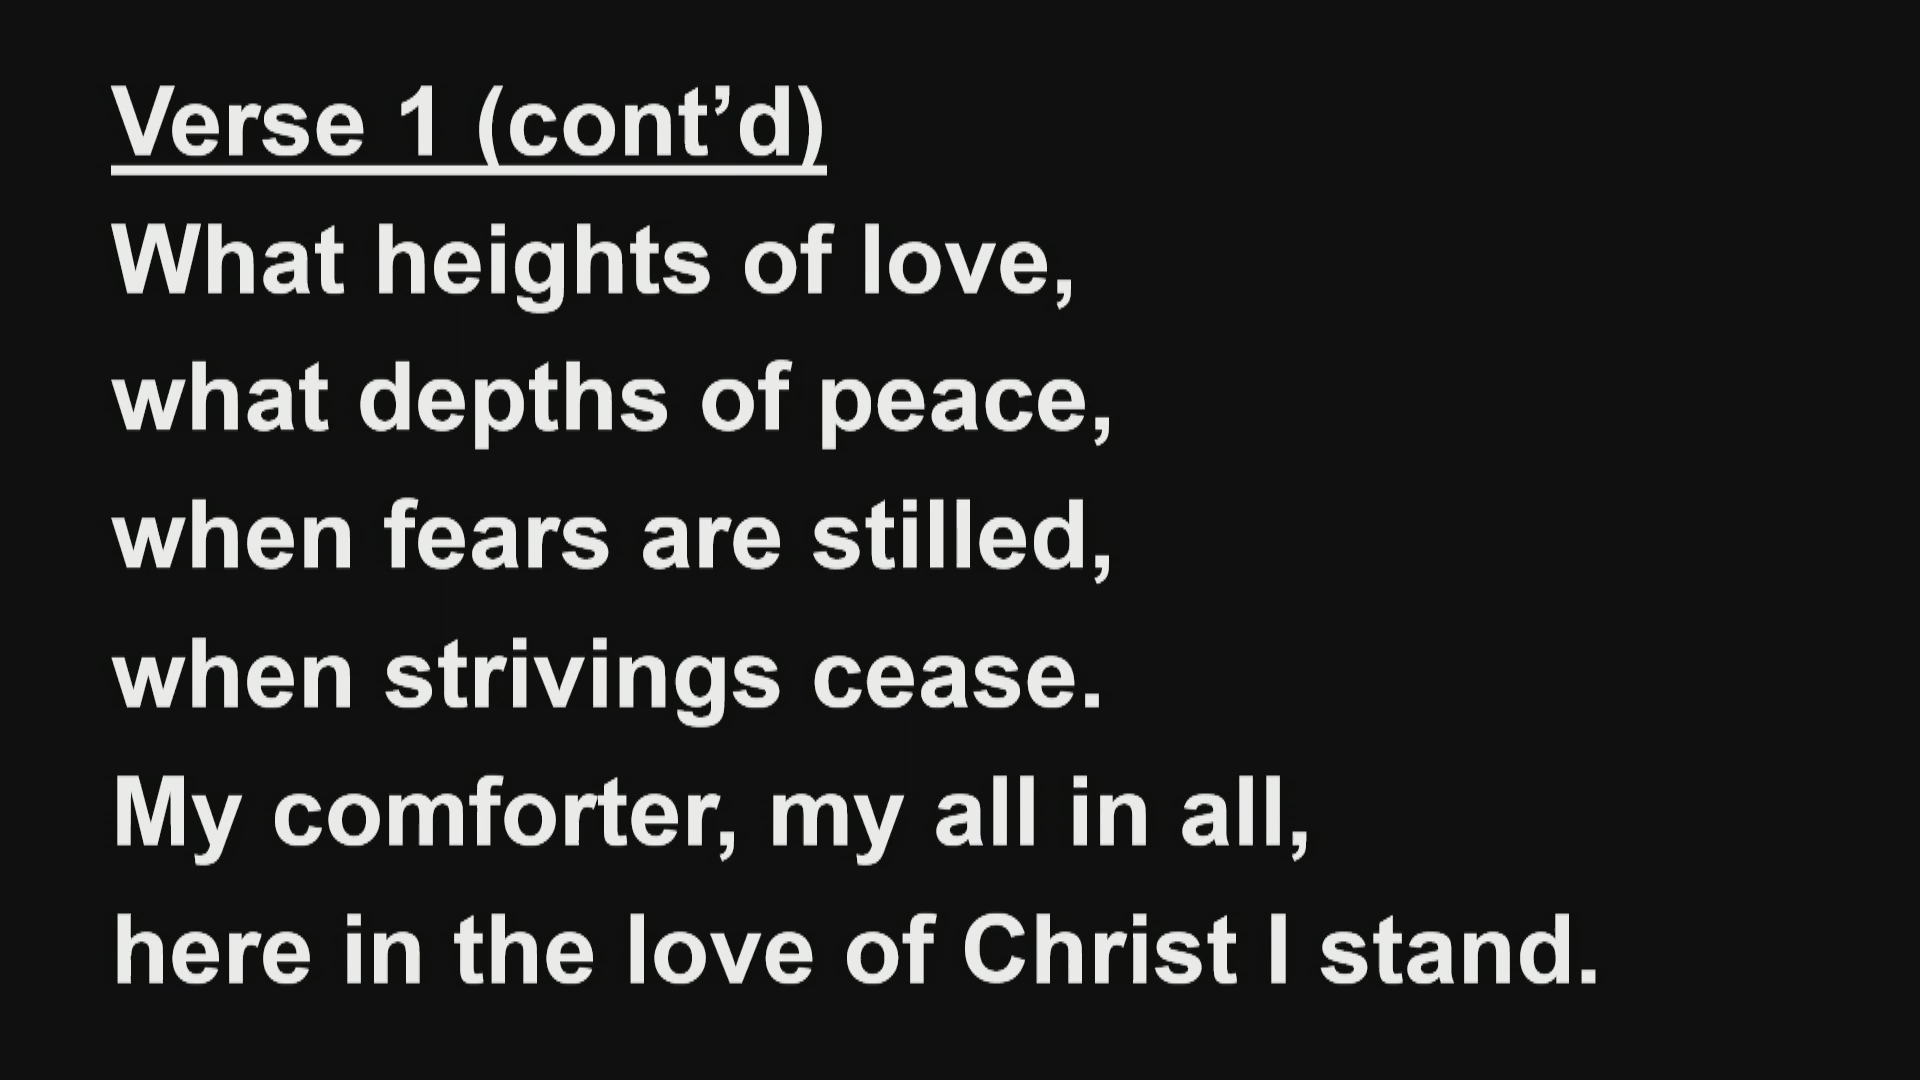 Verse 1 (cont’d)
What heights of love,
what depths of peace,
when fears are stilled,
when strivings cease.
My comforter, my all in all,
here in the love of Christ I stand.